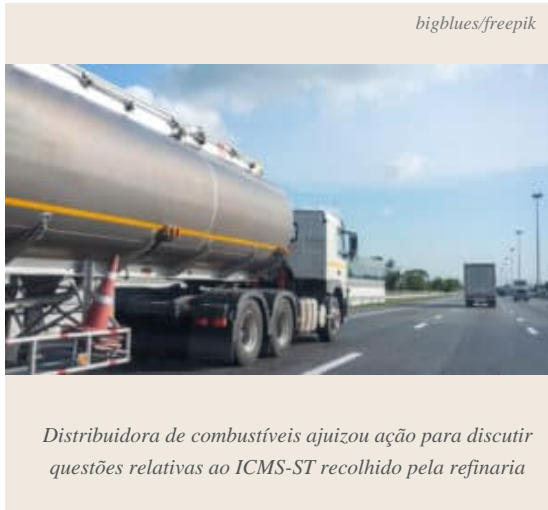 bigblues/freepik
Distribuidora de combustíveis ajuizou ação para discutir
questões relativas ao ICMS-ST recolhido pela refinaria